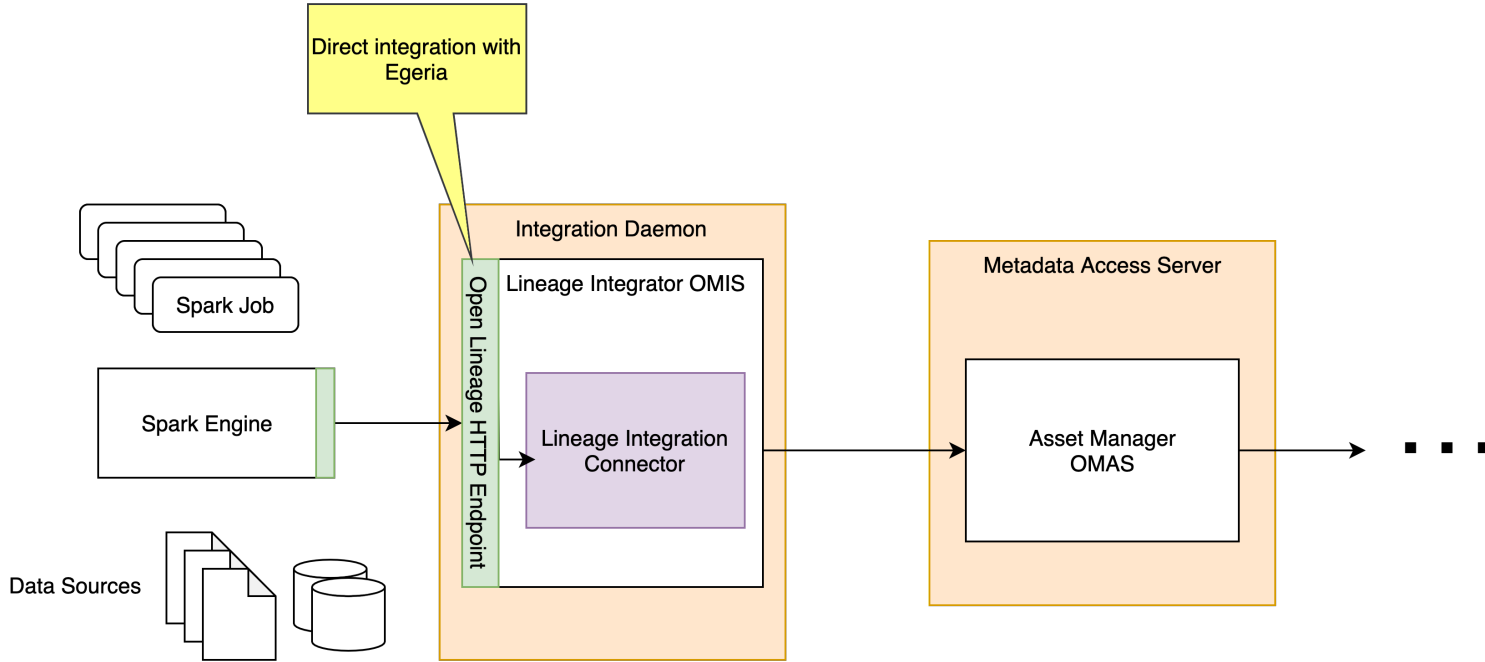 Direct integration with
Egeria
Integration Daemon
Lineage Integrator OMIS
Open Lineage HTTP Endpoint
Lineage Integration
Connector
Spark Job
Spark Engine
Data Sources
Metadata Access Server
Asset Manager
OMAS